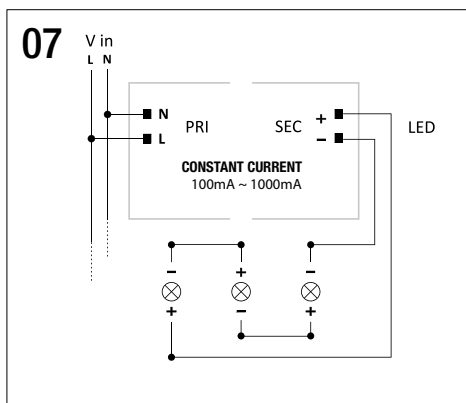 07
V in
L N
N
L
PRI
SEC
+
−
LED
CONSTANT CURRENT
100mA ~ 1000mA
− + −
+ − +